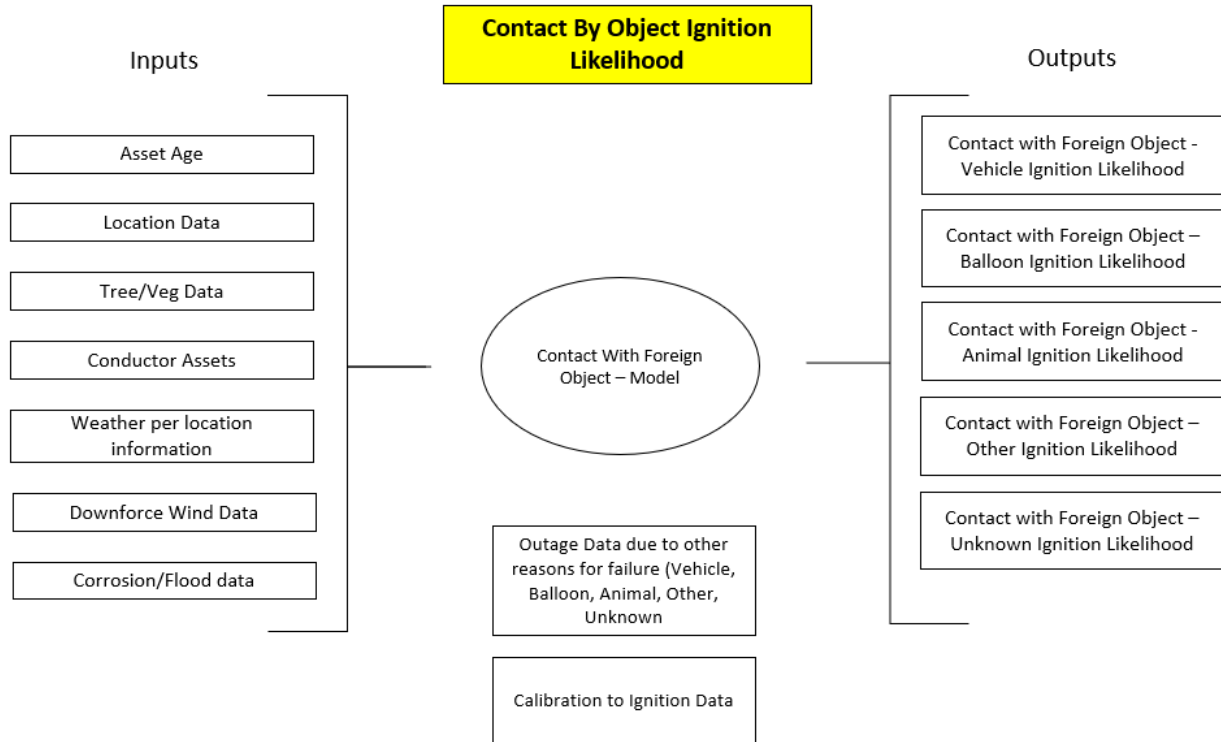 Contact By Object Ignition
Likelihood
Inputs
Asset Age
Location Data
Tree/Veg Data
Conductor Assets
Weather per location
information
Downforce Wind Data
Corrosion/Flood data
Contact With Foreign
Object – Model
Outage Data due to other
reasons for failure (Vehicle,
Balloon, Animal, Other,
Unknown
Calibration to Ignition Data
Outputs
Contact with Foreign Object -
Vehicle Ignition Likelihood
Contact with Foreign Object –
Balloon Ignition Likelihood
Contact with Foreign Object -
Animal Ignition Likelihood
Contact with Foreign Object –
Other Ignition Likelihood
Contact with Foreign Object –
Unknown Ignition Likelihood